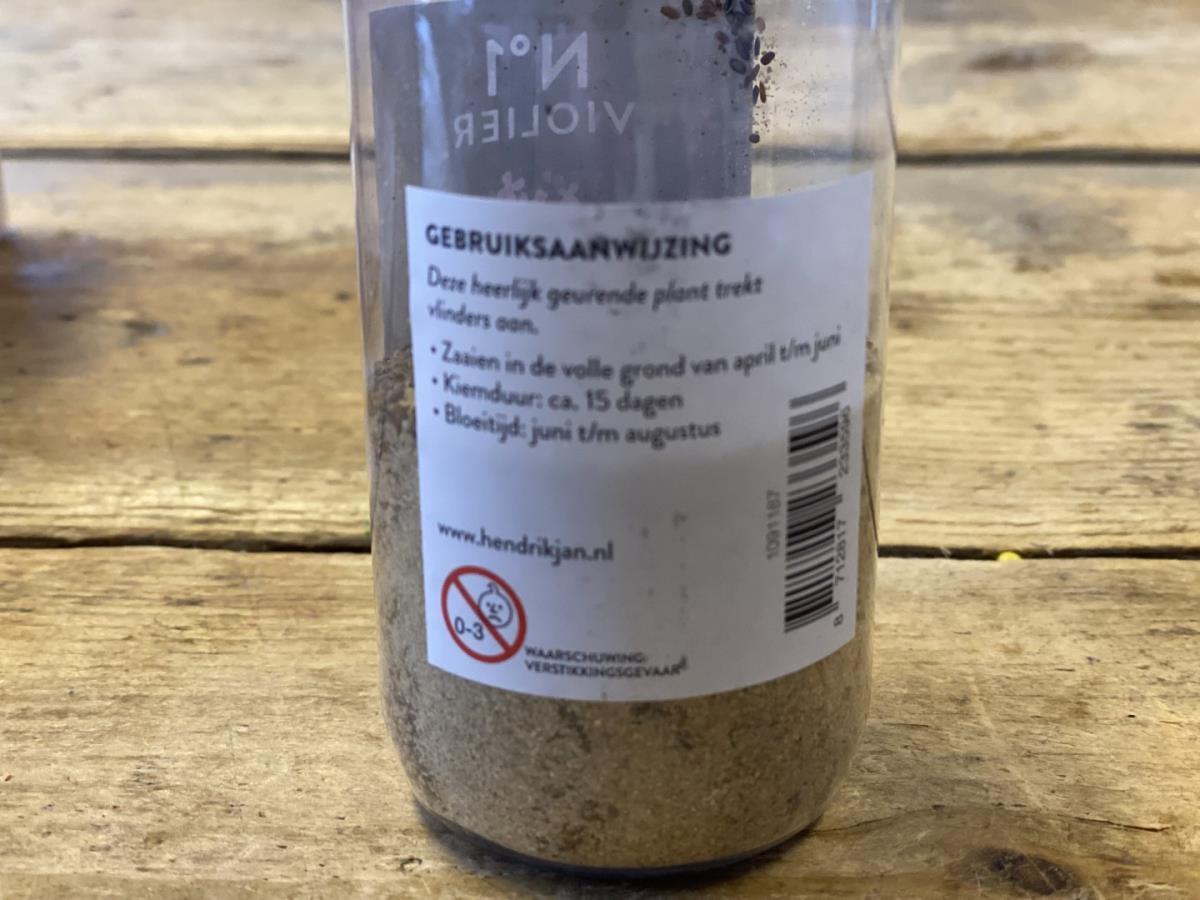 N°1
VIOLIER
GEBRUIKSAANWIJZING
Deze heerlijk geurende plant trekt
vlinders aan.
• Zaaien in de volle grond van april t/m juni
• Kiemduur: ca. 15 dagen
• Bloeitijd: juni t/m augustus
www.hendrikjan.nl
0-3
WAARSCHUWING:
VERSTIKKINGSGEVAAR!
1091187
8 712817 233596